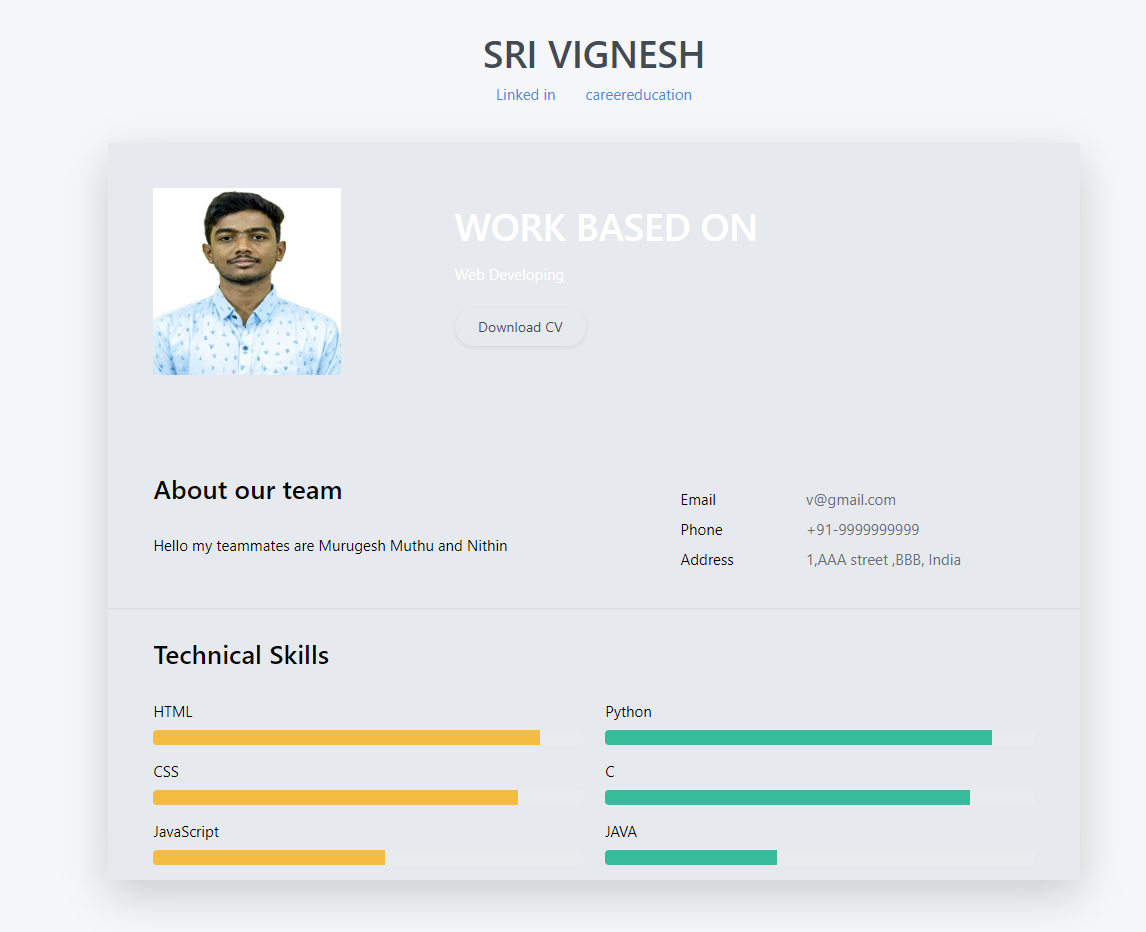 SRI VIGNESH
Linked in careereducation
WORK BASED ON
Web Developing
Download CV
About our team
Hello my teammates are Murugesh Muthu and Nithin
Email v@gmail.com
Phone +91-9999999999
Address 1,AAA street ,BBB, India
Technical Skills
HTML Python
CSS C
JavaScript JAVA